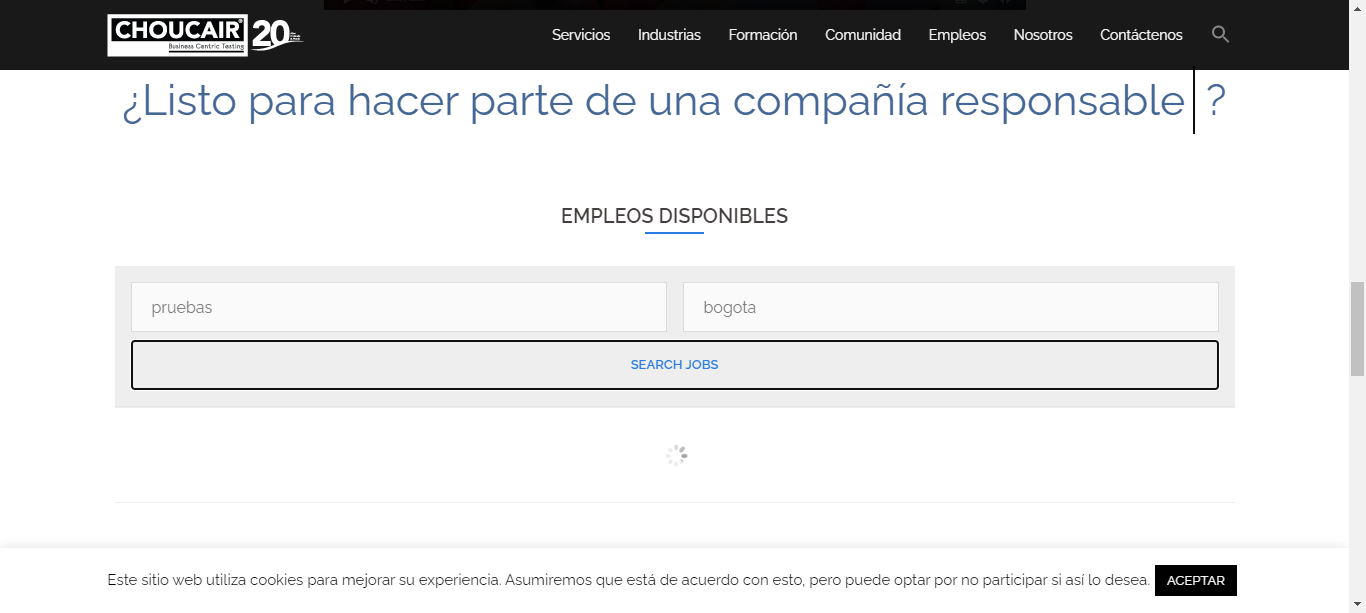 CHOUCAIR
Business Centric Testing
20
Servicios Industrias Formación Comunidad Empleos Nosotros Contáctenos
¿Listo para hacer parte de una compañía responsable ?
EMPLEOS DISPONIBLES
pruebas bogota
SEARCH JOBS
Este sitio web utiliza cookies para mejorar su experiencia. Asumiremos que está de acuerdo con esto, pero puede optar por no participar si así lo desea. ACEPTAR